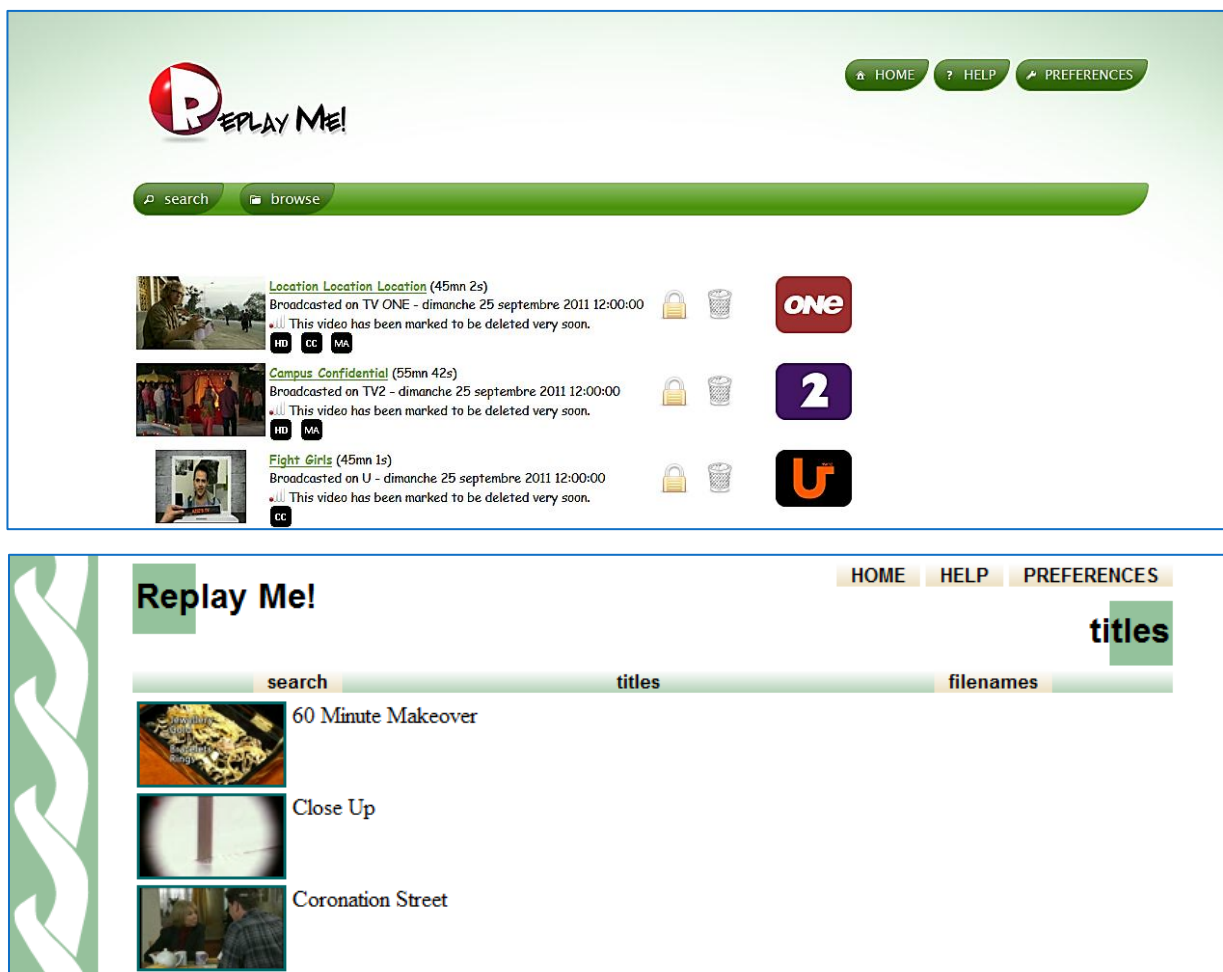 Replay Me!
HOME HELP PREFERENCES
search browse
Location Location Location (45mn 2s)
Broadcasted on TV ONE - dimanche 25 septembre 2011 12:00:00
This video has been marked to be deleted very soon.
HD CC MA
ONE
Campus Confidential (55mn 42s)
Broadcasted on TV2 - dimanche 25 septembre 2011 12:00:00
This video has been marked to be deleted very soon.
HD MA
2
Fight Girls (45mn 1s)
Broadcasted on U - dimanche 25 septembre 2011 12:00:00
This video has been marked to be deleted very soon.
CC
U
Replay Me!
HOME HELP PREFERENCES
titles
search titles filenames
60 Minute Makeover
Jewellery
Gold
Bracelets
Rings
Close Up
Coronation Street